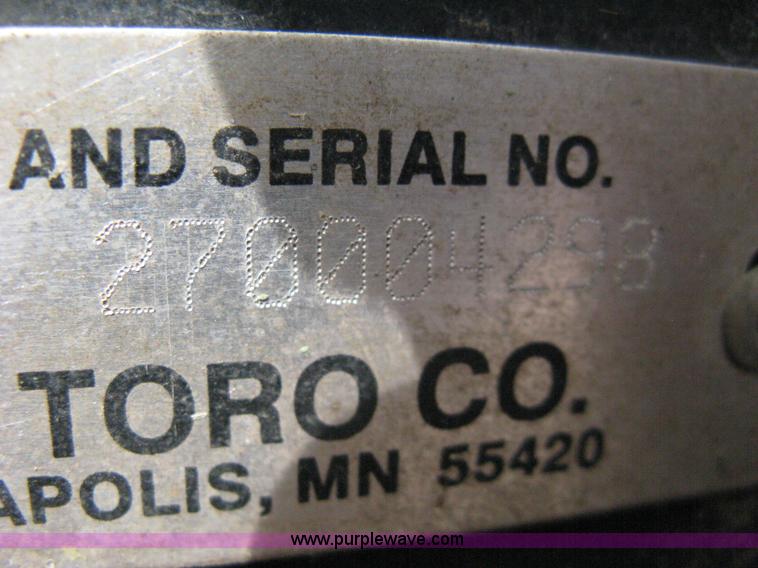 AND SERIAL NO.
270004298
TORO CO.
APOLIS, MN 55420
www.purplewave.com